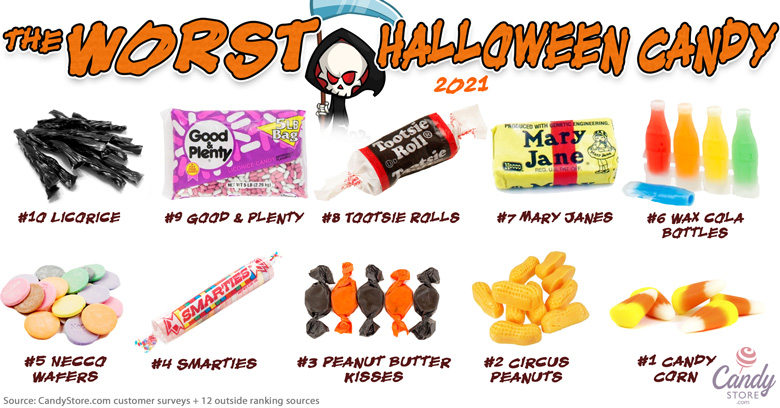 THE WORST HALLOWEEN CANDY
2021
Good
&
Plenty
5LB
Bag
LICORICE CANDY
NET WT 5 LB (2.26 kg)
Tootsie
Roll®
Tootsie
PRODUCED WITH GENETIC ENGINEERING
Mary
Jane
SMARTIES
#10 LICORICE
#9 GOOD & PLENTY
#8 TOOTSIE ROLLS
#7 MARY JANES
#6 WAX COLA
BOTTLES
#5 NECCO
WAFERS
#4 SMARTIES
#3 PEANUT BUTTER
KISSES
#2 CIRCUS
PEANUTS
#1 CANDY
CORN
Candy
STORE
.com
Source: CandyStore.com customer surveys + 12 outside ranking sources